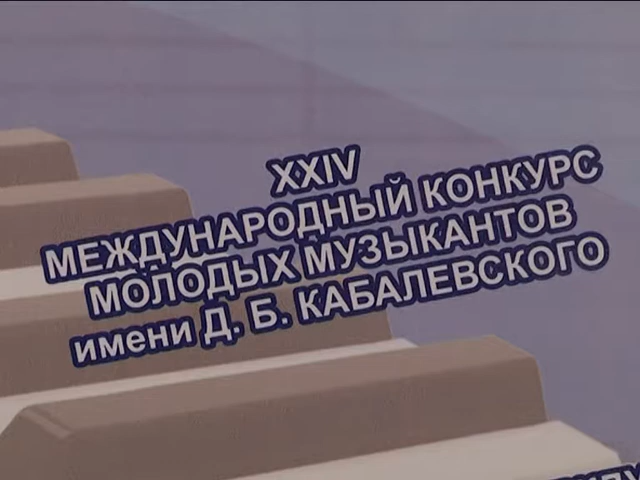 XXIV
МЕЖДУНАРОДНЫЙ КОНКУРС
МОЛОДЫХ МУЗЫКАНТОВ
имени Д. Б. КАБАЛЕВСКОГО